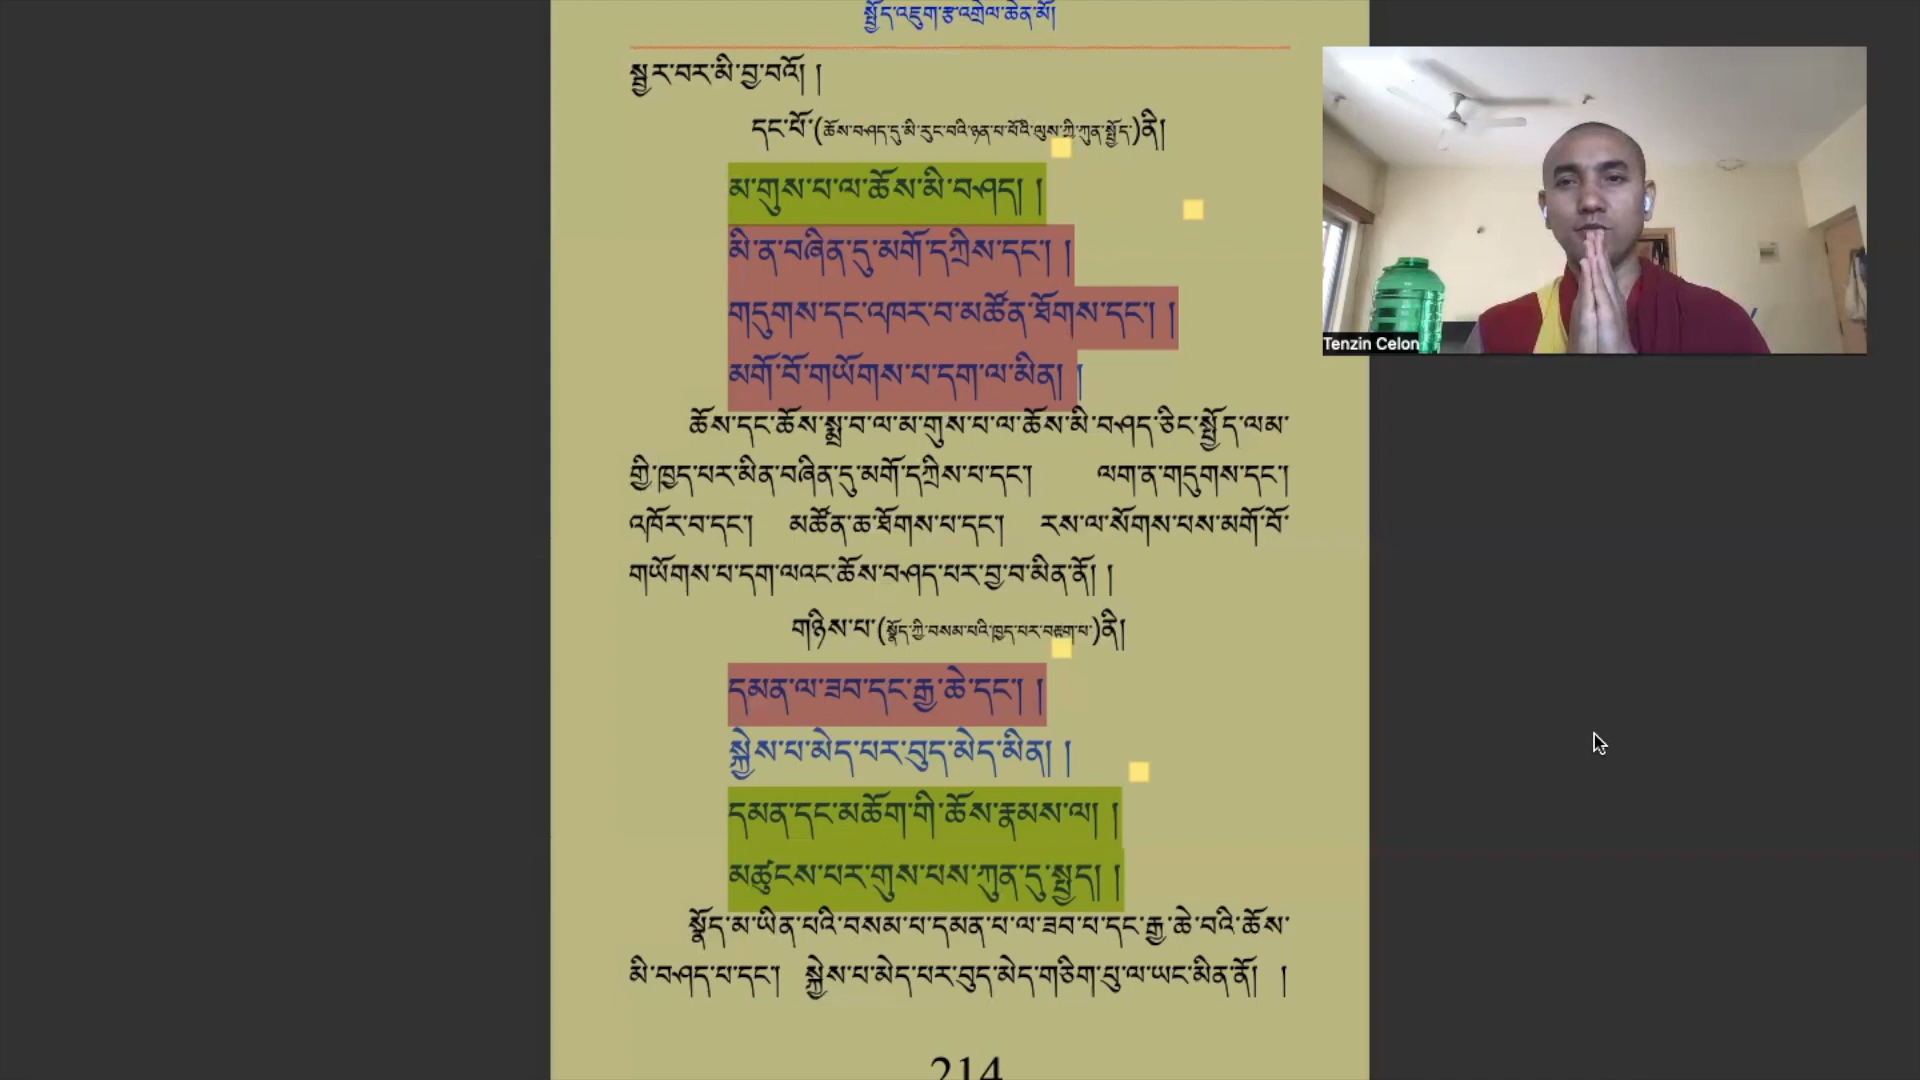 སྤྱོད་འཇུག་རྩ་འགྲེལ་ཆེན་མོ།
སྦྱར་བར་མི་བྱ་བའོ། །
དང་པོ་(ཆོས་བཤད་དུ་མི་རུང་བའི་ཉན་པ་པོའི་ལུས་ཀྱི་ཀུན་སྤྱོད་)ནི།
མ་གུས་པ་ལ་ཆོས་མི་བཤད། །
མི་ན་བཞིན་དུ་མགོ་དཀྲིས་དང་། །
གདུགས་དང་འཁར་བ་མཚོན་ཐོགས་དང་། །
མགོ་བོ་གཡོགས་པ་དག་ལ་མིན། །
ཆོས་དང་ཆོས་སྨྲ་བ་ལ་མ་གུས་པ་ལ་ཆོས་མི་བཤད་ཅིང་སྤྱོད་ལམ་
གྱི་ཁྱད་པར་མིན་བཞིན་དུ་མགོ་དཀྲིས་པ་དང་། ལག་ན་གདུགས་དང་།
འཁོར་བ་དང་། མཚོན་ཆ་ཐོགས་པ་དང་། རས་ལ་སོགས་པས་མགོ་བོ་
གཡོགས་པ་དག་ལའང་ཆོས་བཤད་པར་བྱ་བ་མིན་ནོ། །
གཉིས་པ་(སྣོད་ཀྱི་བསམ་པའི་ཁྱད་པར་བརྟག་པ་)ནི།
དམན་ལ་ཟབ་དང་རྒྱ་ཆེ་དང་། །
སྐྱེས་པ་མེད་པར་བུད་མེད་མིན། །
དམན་དང་མཆོག་གི་ཆོས་རྣམས་ལ། །
མཚུངས་པར་གུས་པས་ཀུན་དུ་སྤྱད། །
སྣོད་མ་ཡིན་པའི་བསམ་པ་དམན་པ་ལ་ཟབ་པ་དང་རྒྱ་ཆེ་བའི་ཆོས་
མི་བཤད་པ་དང་། སྐྱེས་པ་མེད་པར་བུད་མེད་གཅིག་པུ་ལ་ཡང་མིན་ནོ། །
214
Tenzin Celon